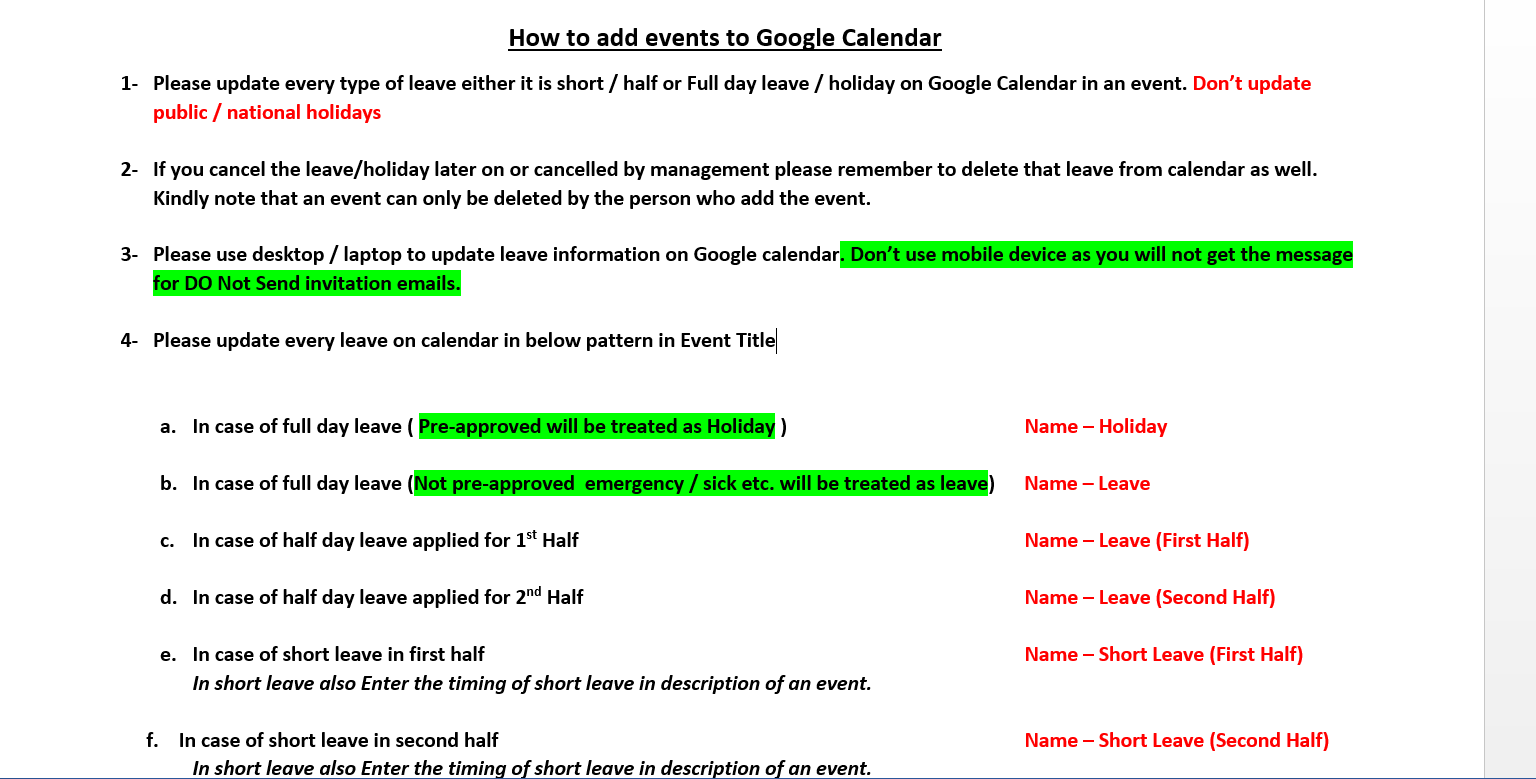 How to add events to Google Calendar
1- Please update every type of leave either it is short / half or Full day leave / holiday on Google Calendar in an event. Don’t update
public / national holidays
2- If you cancel the leave/holiday later on or cancelled by management please remember to delete that leave from calendar as well.
Kindly note that an event can only be deleted by the person who add the event.
3- Please use desktop / laptop to update leave information on Google calendar. Don’t use mobile device as you will not get the message
for DO Not Send invitation emails.
4- Please update every leave on calendar in below pattern in Event Title
a. In case of full day leave ( Pre-approved will be treated as Holiday ) Name – Holiday
b. In case of full day leave (Not pre-approved  emergency / sick etc. will be treated as leave) Name – Leave
c. In case of half day leave applied for 1st Half Name – Leave (First Half)
d. In case of half day leave applied for 2nd Half Name – Leave (Second Half)
e. In case of short leave in first half Name – Short Leave (First Half)
In short leave also Enter the timing of short leave in description of an event.
f. In case of short leave in second half Name – Short Leave (Second Half)
In short leave also Enter the timing of short leave in description of an event.